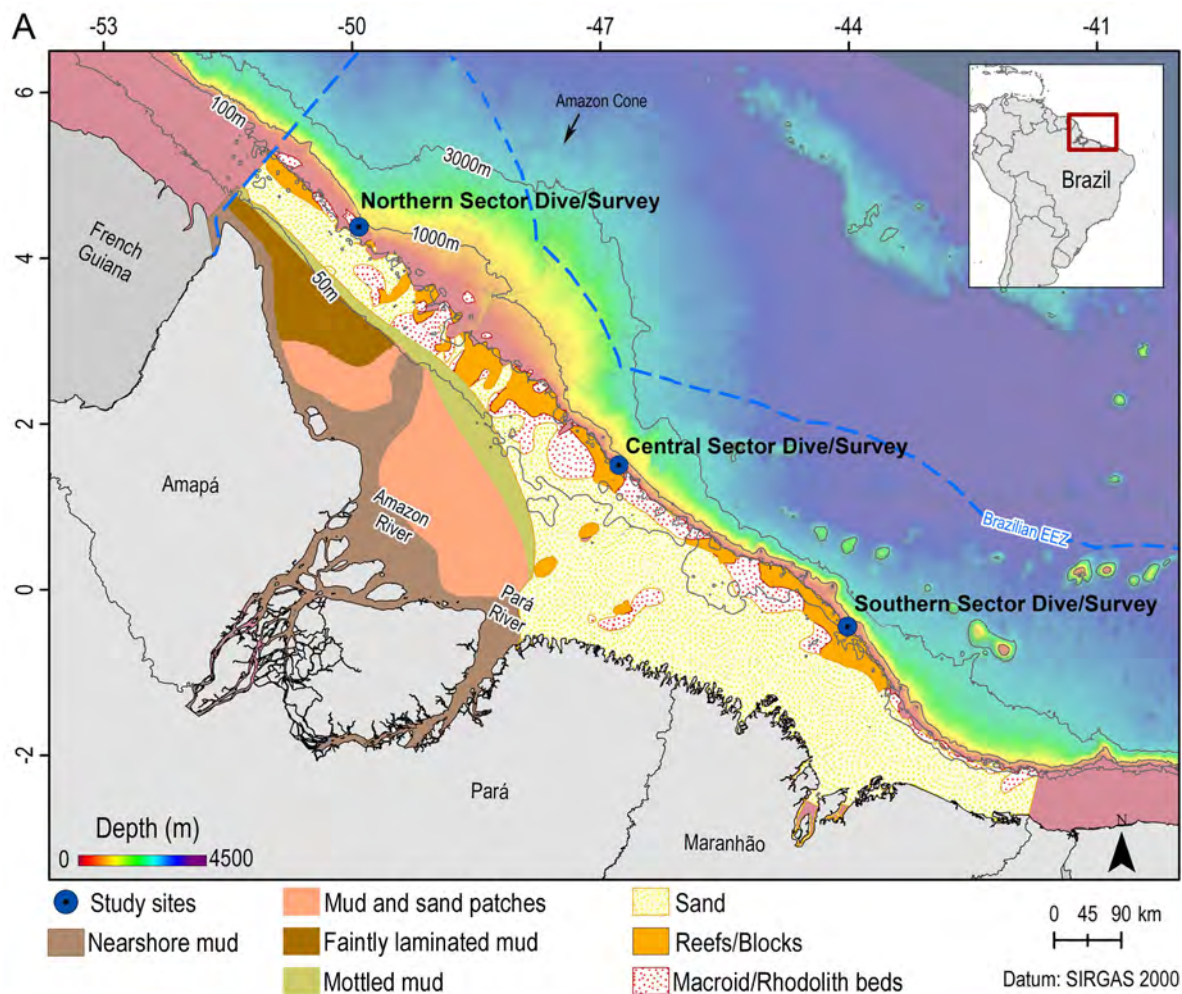 A
-53
-50
-47
-44
-41
6
4
2
0
-2
100m
Amazon Cone
3000m
Brazil
Northern Sector Dive/Survey
French
Guiana
1000m
50m
Central Sector Dive/Survey
Amapá
Amazon
River
Brazilian EEZ
Pará
River
Southern Sector Dive/Survey
Pará
Maranhão
N
Depth (m)
0
4500
Study sites
Mud and sand patches
Sand
0 45 90 km
Nearshore mud
Faintly laminated mud
Reefs/Blocks
Mottled mud
Macroid/Rhodolith beds
Datum: SIRGAS 2000